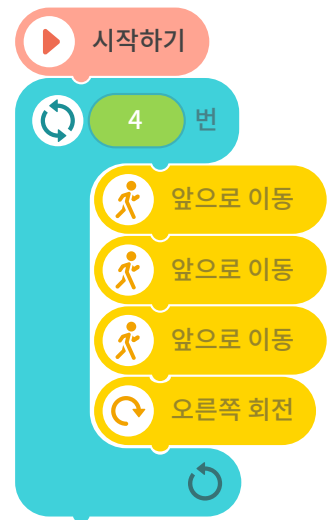 시작하기
4 번
앞으로 이동
앞으로 이동
앞으로 이동
오른쪽 회전